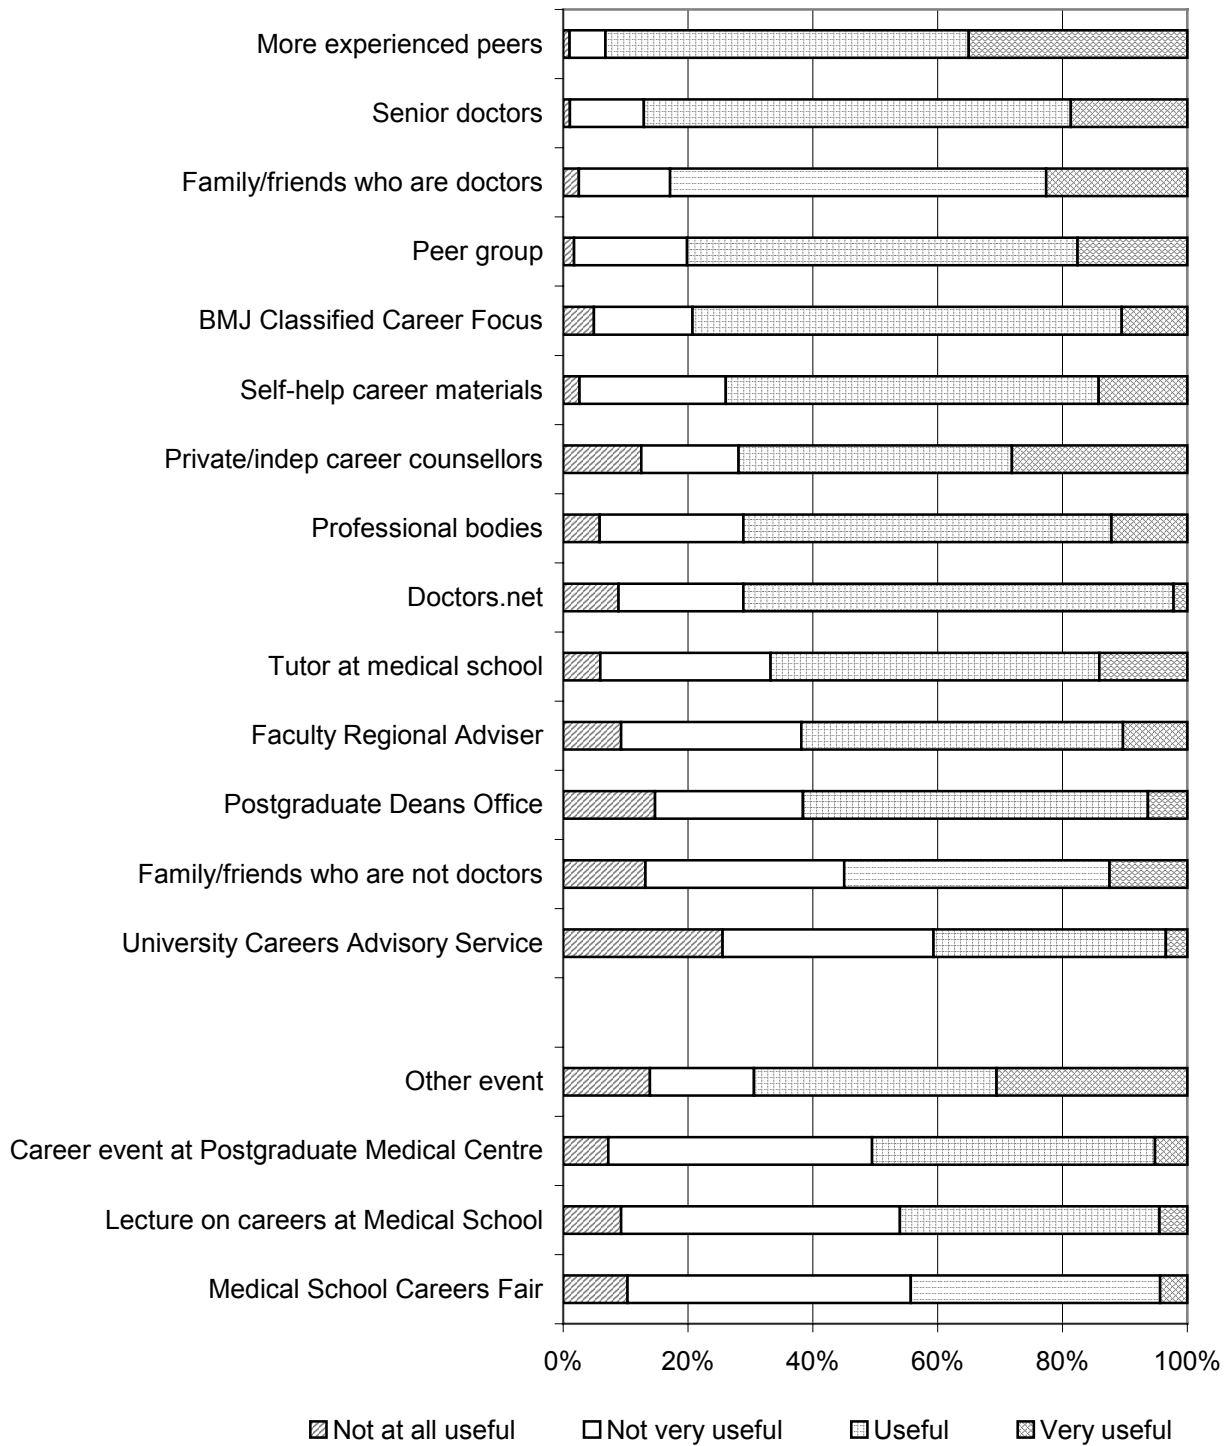 More experienced peers
Senior doctors
Family/friends who are doctors
Peer group
BMJ Classified Career Focus
Self-help career materials
Private/indep career counsellors
Professional bodies
Doctors.net
Tutor at medical school
Faculty Regional Adviser
Postgraduate Deans Office
Family/friends who are not doctors
University Careers Advisory Service
Other event
Career event at Postgraduate Medical Centre
Lecture on careers at Medical School
Medical School Careers Fair
0% 20% 40% 60% 80% 100%
Not at all useful Not very useful Useful Very useful